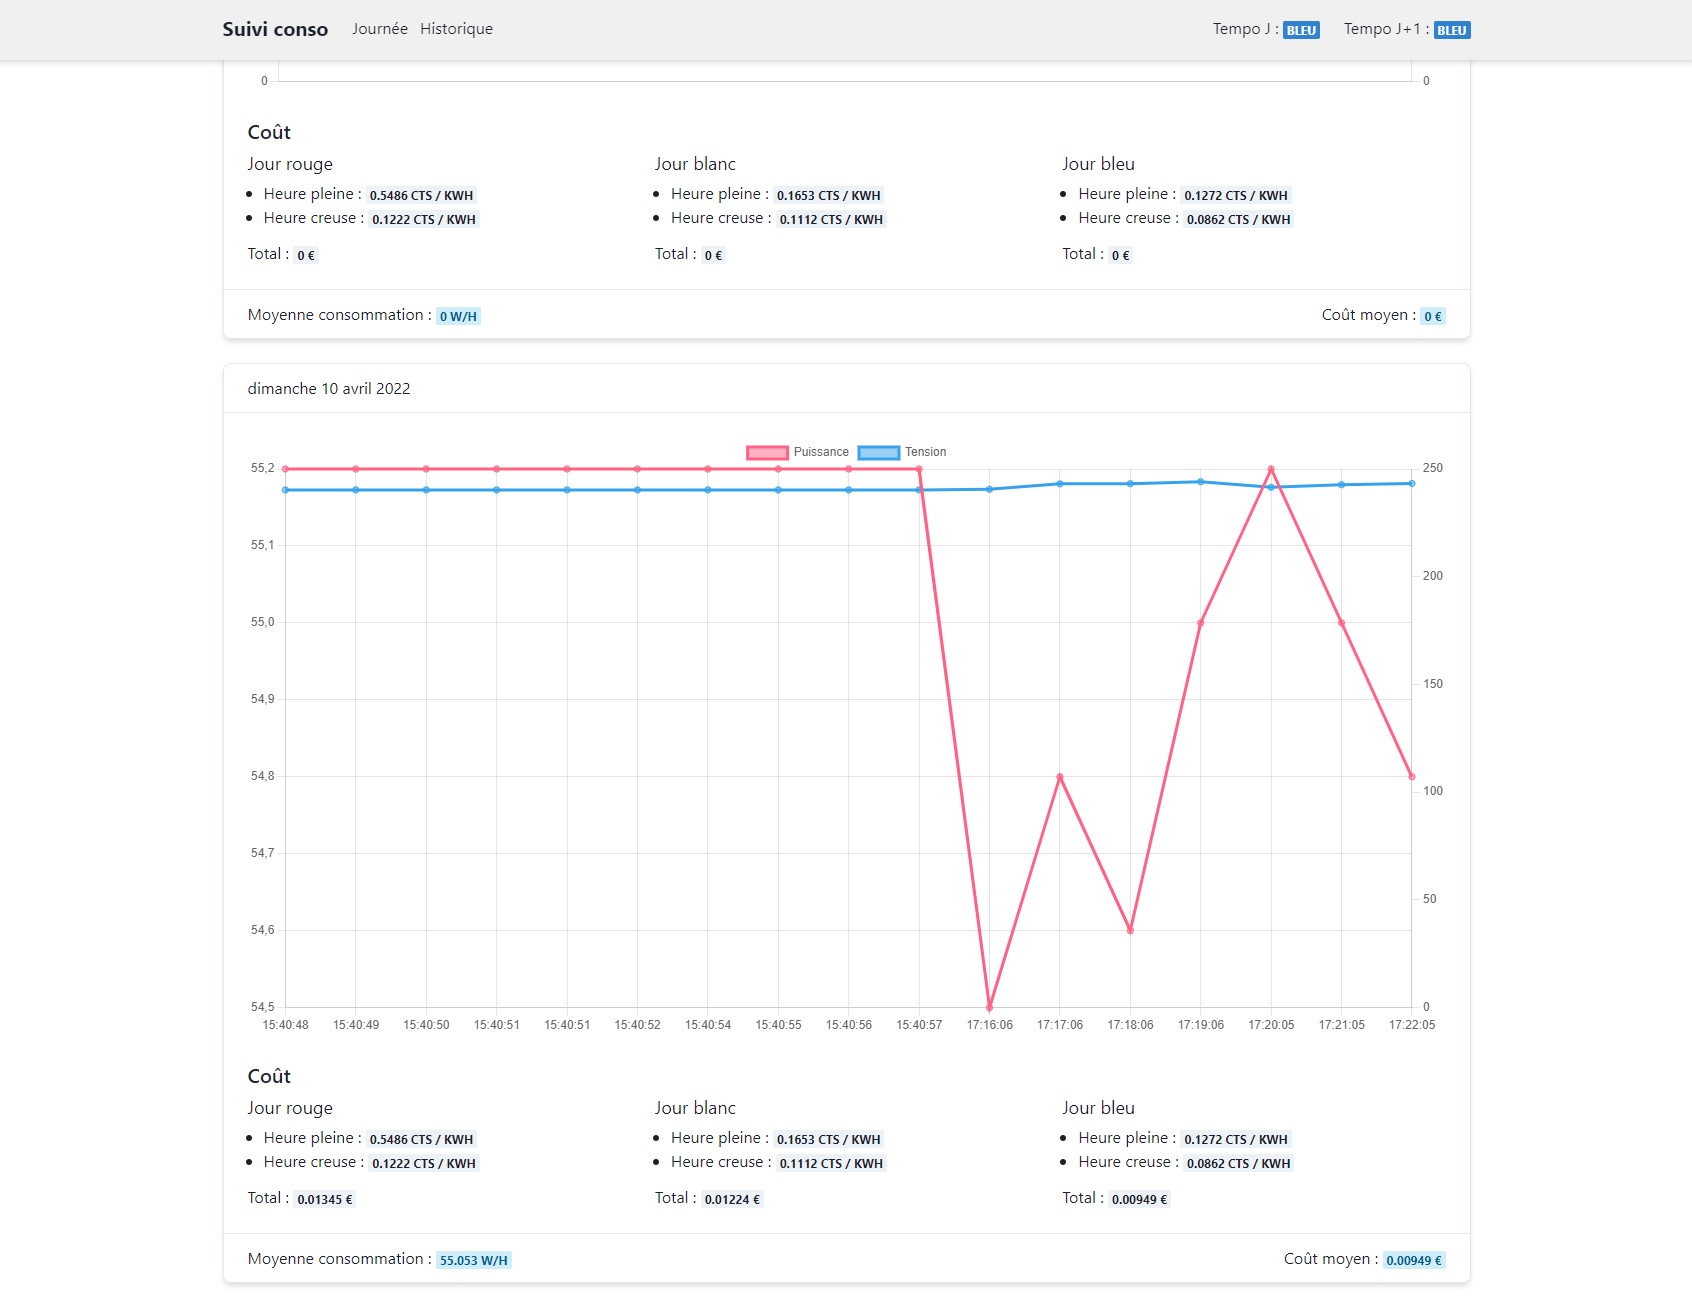 Suivi conso Journée Historique Tempo J : BLEU Tempo J+1 : BLEU
0 0
Coût
Jour rouge Jour blanc Jour bleu
Heure pleine : 0.5486 CTS / KWH Heure pleine : 0.1653 CTS / KWH Heure pleine : 0.1272 CTS / KWH
Heure creuse : 0.1222 CTS / KWH Heure creuse : 0.1112 CTS / KWH Heure creuse : 0.0862 CTS / KWH
Total : 0 € Total : 0 € Total : 0 €
Moyenne consommation : 0 W/H Coût moyen : 0 €
dimanche 10 avril 2022
Puissance Tension
55,2 250
55,1
200
55,0
54,9
150
54,8
100
54,7
50
54,6
54,5 0
15:40:48 15:40:49 15:40:50 15:40:51 15:40:51 15:40:52 15:40:54 15:40:55 15:40:56 15:40:57 17:16:06 17:17:06 17:18:06 17:19:06 17:20:05 17:21:05 17:22:05
Coût
Jour rouge Jour blanc Jour bleu
Heure pleine : 0.5486 CTS / KWH Heure pleine : 0.1653 CTS / KWH Heure pleine : 0.1272 CTS / KWH
Heure creuse : 0.1222 CTS / KWH Heure creuse : 0.1112 CTS / KWH Heure creuse : 0.0862 CTS / KWH
Total : 0.01345 € Total : 0.01224 € Total : 0.00949 €
Moyenne consommation : 55.053 W/H Coût moyen : 0.00949 €